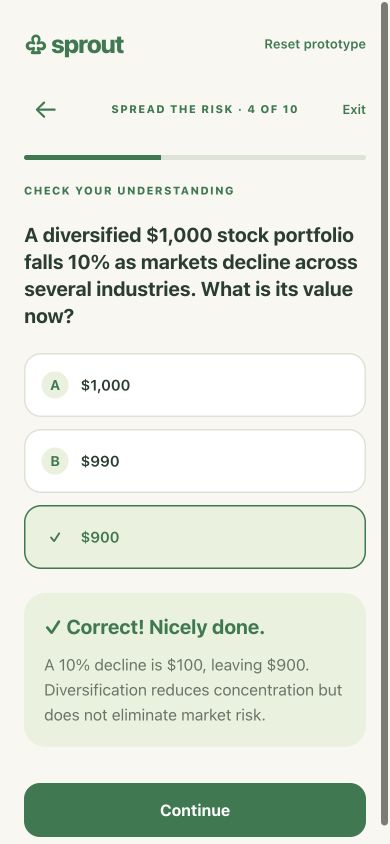 sprout
Reset prototype
SPREAD THE RISK · 4 OF 10
Exit
CHECK YOUR UNDERSTANDING
A diversified $1,000 stock portfolio
falls 10% as markets decline across
several industries. What is its value
now?
A $1,000
B $990
✓ $900
✓ Correct! Nicely done.
A 10% decline is $100, leaving $900.
Diversification reduces concentration but
does not eliminate market risk.
Continue